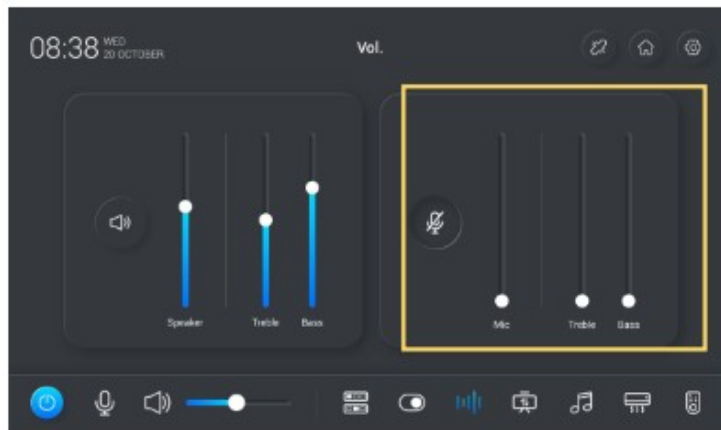 08:38 WED
20 OCTOBER
Vol.
Speaker
Treble
Bass
Mic
Treble
Bass